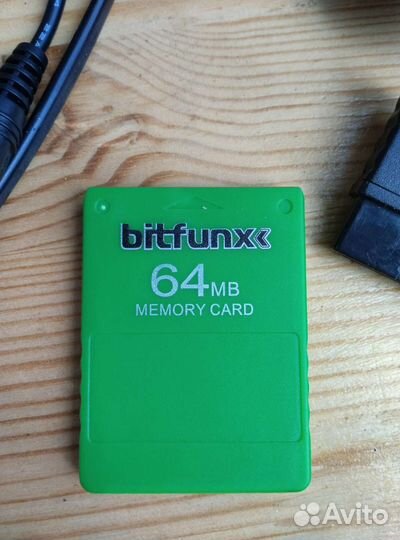 bitfunx
64MB
MEMORY CARD
Avito